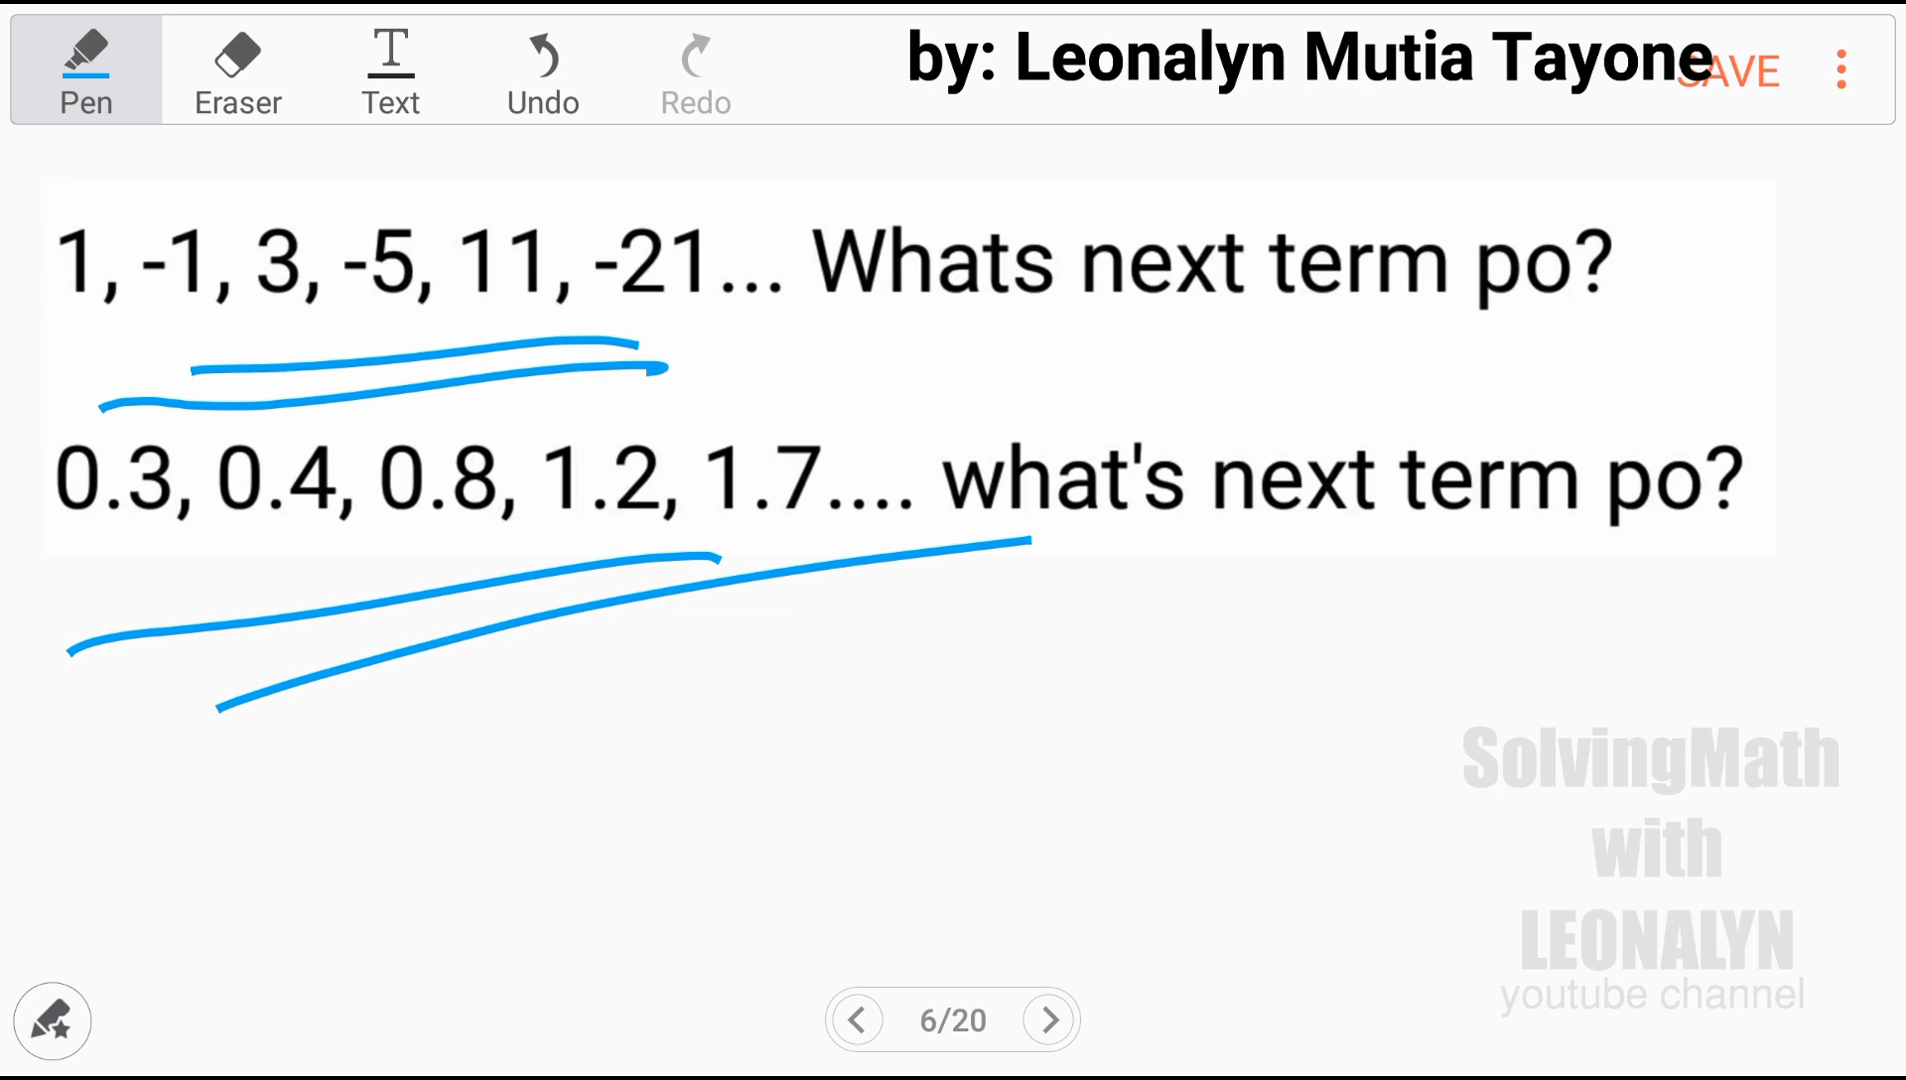 Pen Eraser Text Undo Redo by: Leonalyn Mutia Tayone SAVE
1, -1, 3, -5, 11, -21... Whats next term po?
0.3, 0.4, 0.8, 1.2, 1.7.... what's next term po?
SolvingMath
with
LEONALYN
youtube channel
6/20